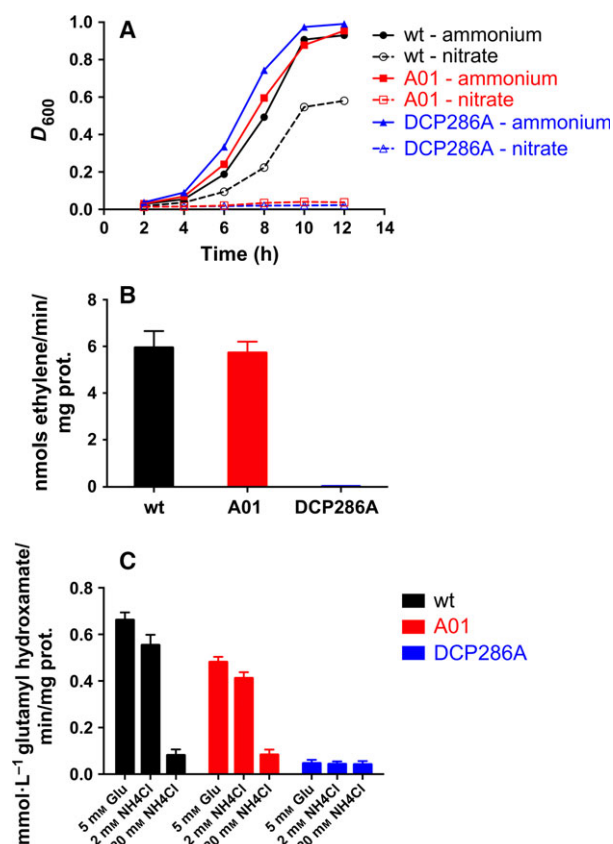 A
wt - ammonium
wt - nitrate
A01 - ammonium
A01 - nitrate
DCP286A - ammonium
DCP286A - nitrate
D600
1.0
0.8
0.6
0.4
0.2
0.0
0 2 4 6 8 10 12 14
Time (h)
B
nmols ethylene/min/
mg prot.
8
6
4
2
0
wt A01 DCP286A
C
wt
A01
DCP286A
mmol·L⁻¹ glutamyl hydroxamate/
min/mg prot.
0.8
0.6
0.4
0.2
0.0
5 mM Glu
2 mM NH4Cl
20 mM NH4Cl
5 mM Glu
2 mM NH4Cl
20 mM NH4Cl
5 mM Glu
2 mM NH4Cl
20 mM NH4Cl